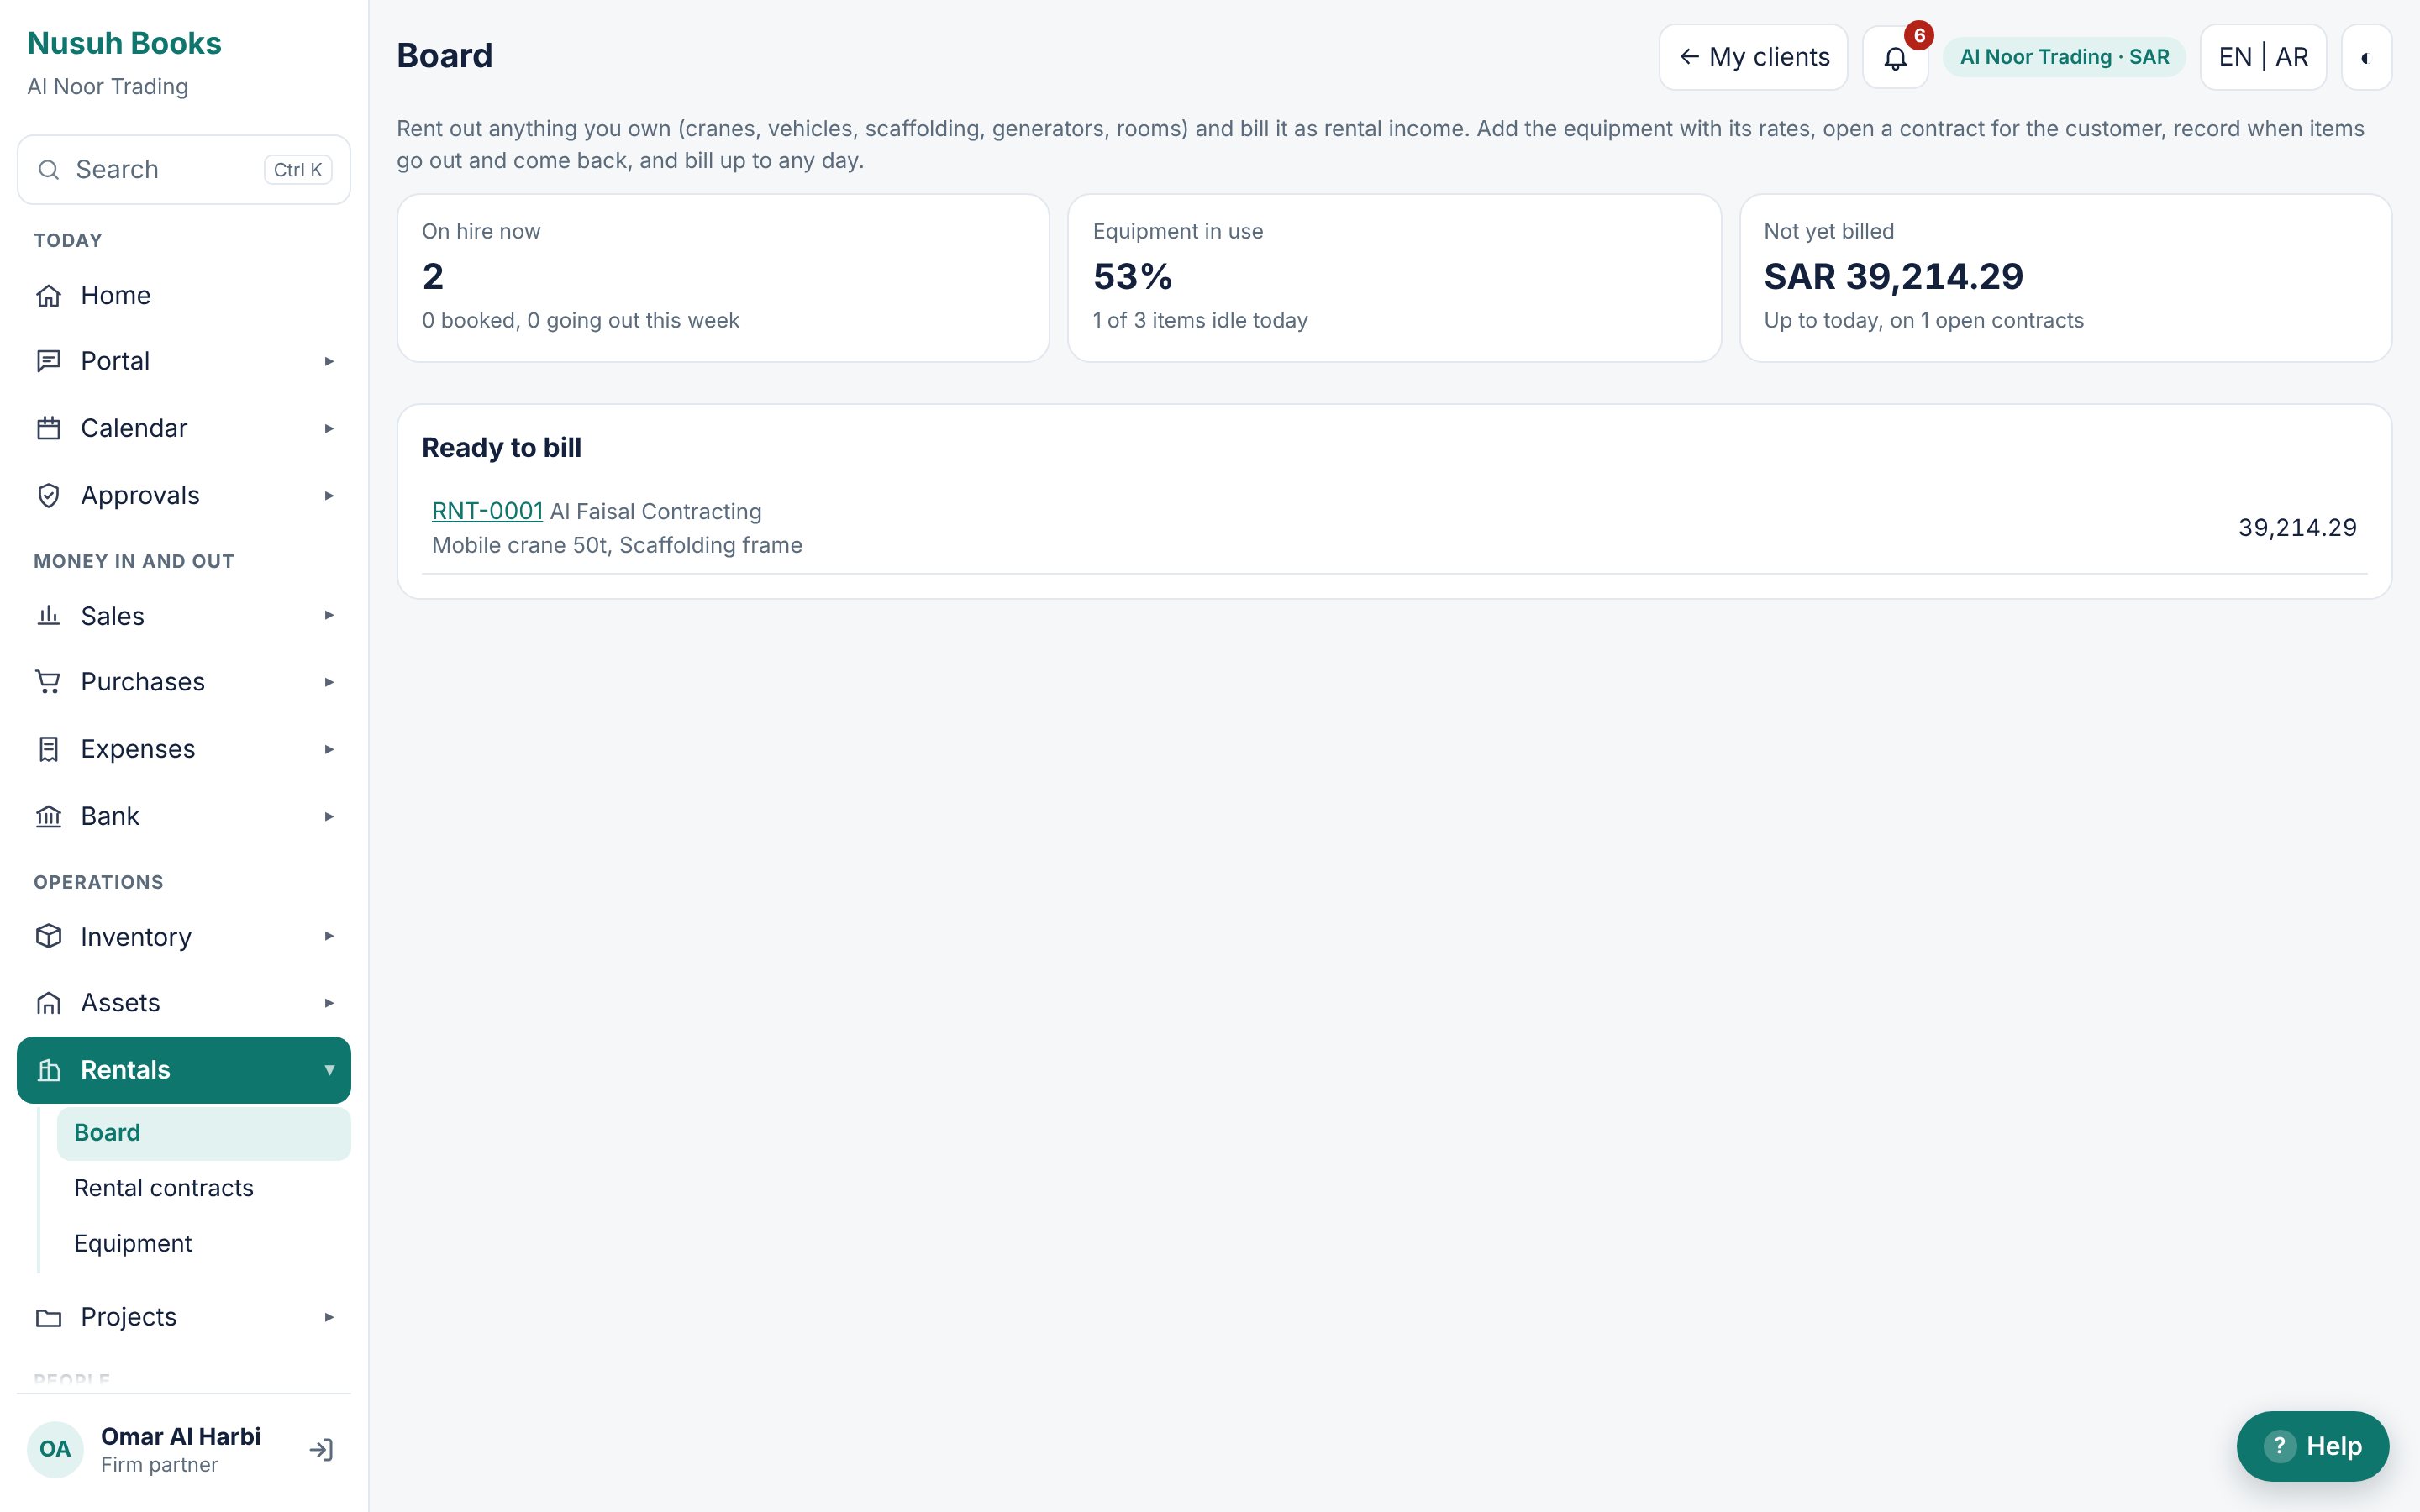 Nusuh Books
Al Noor Trading
Search Ctrl K
TODAY
Home
Portal
Calendar
Approvals
MONEY IN AND OUT
Sales
Purchases
Expenses
Bank
OPERATIONS
Inventory
Assets
Rentals
Board
Rental contracts
Equipment
Projects
PEOPLE
OA
Omar Al Harbi
Firm partner
Board
← My clients
6
Al Noor Trading · SAR
EN | AR
Rent out anything you own (cranes, vehicles, scaffolding, generators, rooms) and bill it as rental income. Add the equipment with its rates, open a contract for the customer, record when items
go out and come back, and bill up to any day.
On hire now
2
0 booked, 0 going out this week
Equipment in use
53%
1 of 3 items idle today
Not yet billed
SAR 39,214.29
Up to today, on 1 open contracts
Ready to bill
RNT-0001 Al Faisal Contracting
Mobile crane 50t, Scaffolding frame
39,214.29
? Help